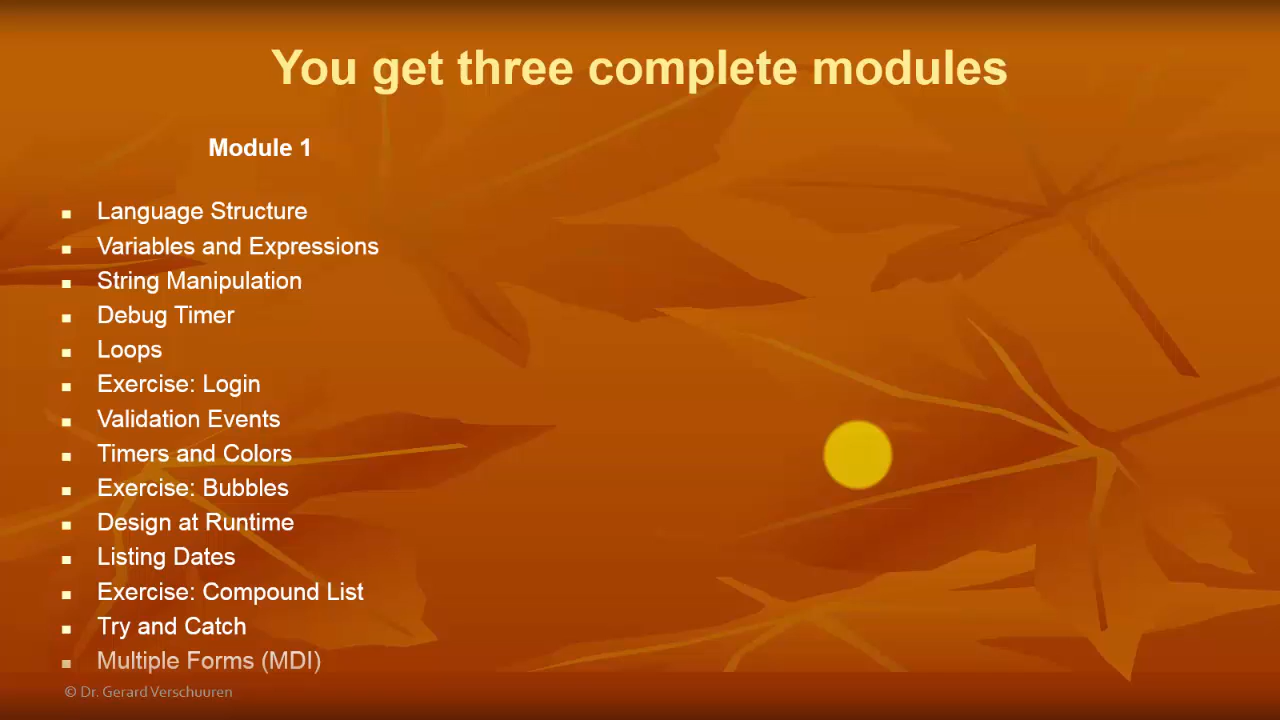 You get three complete modules
Module 1
Language Structure
Variables and Expressions
String Manipulation
Debug Timer
Loops
Exercise: Login
Validation Events
Timers and Colors
Exercise: Bubbles
Design at Runtime
Listing Dates
Exercise: Compound List
Try and Catch
Multiple Forms (MDI)
© Dr. Gerard Verschuuren